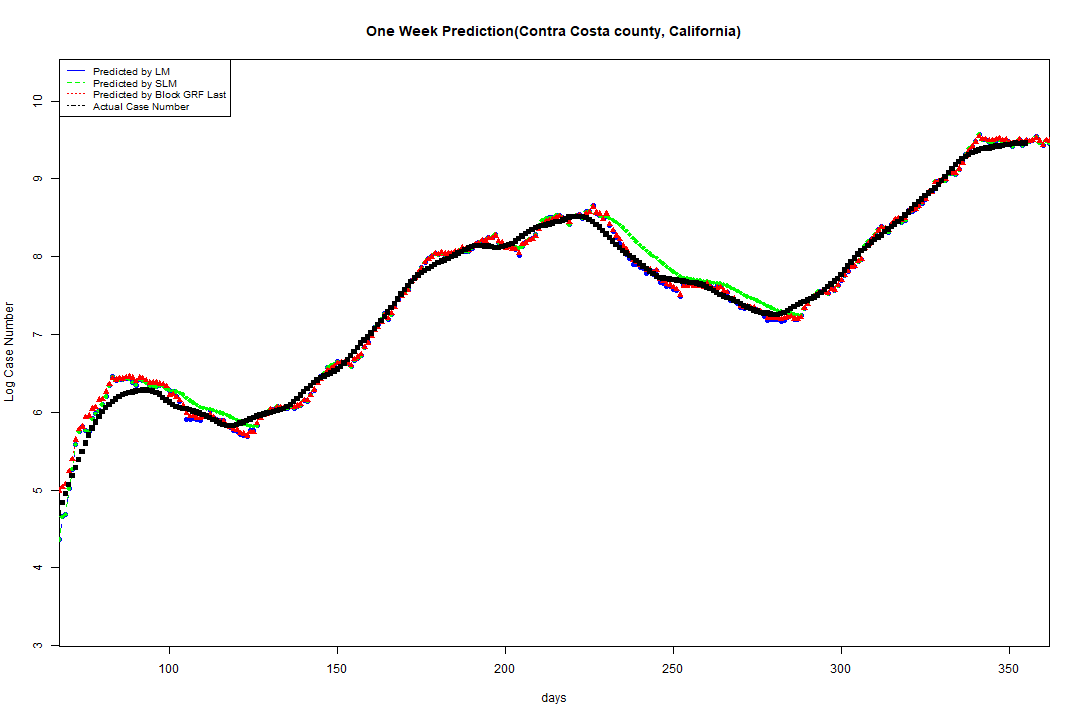 One Week Prediction(Contra Costa county, California)
Predicted by LM
Predicted by SLM
Predicted by Block GRF Last
Actual Case Number
10
9
8
7
6
5
4
3
Log Case Number
100 150 200 250 300 350
days